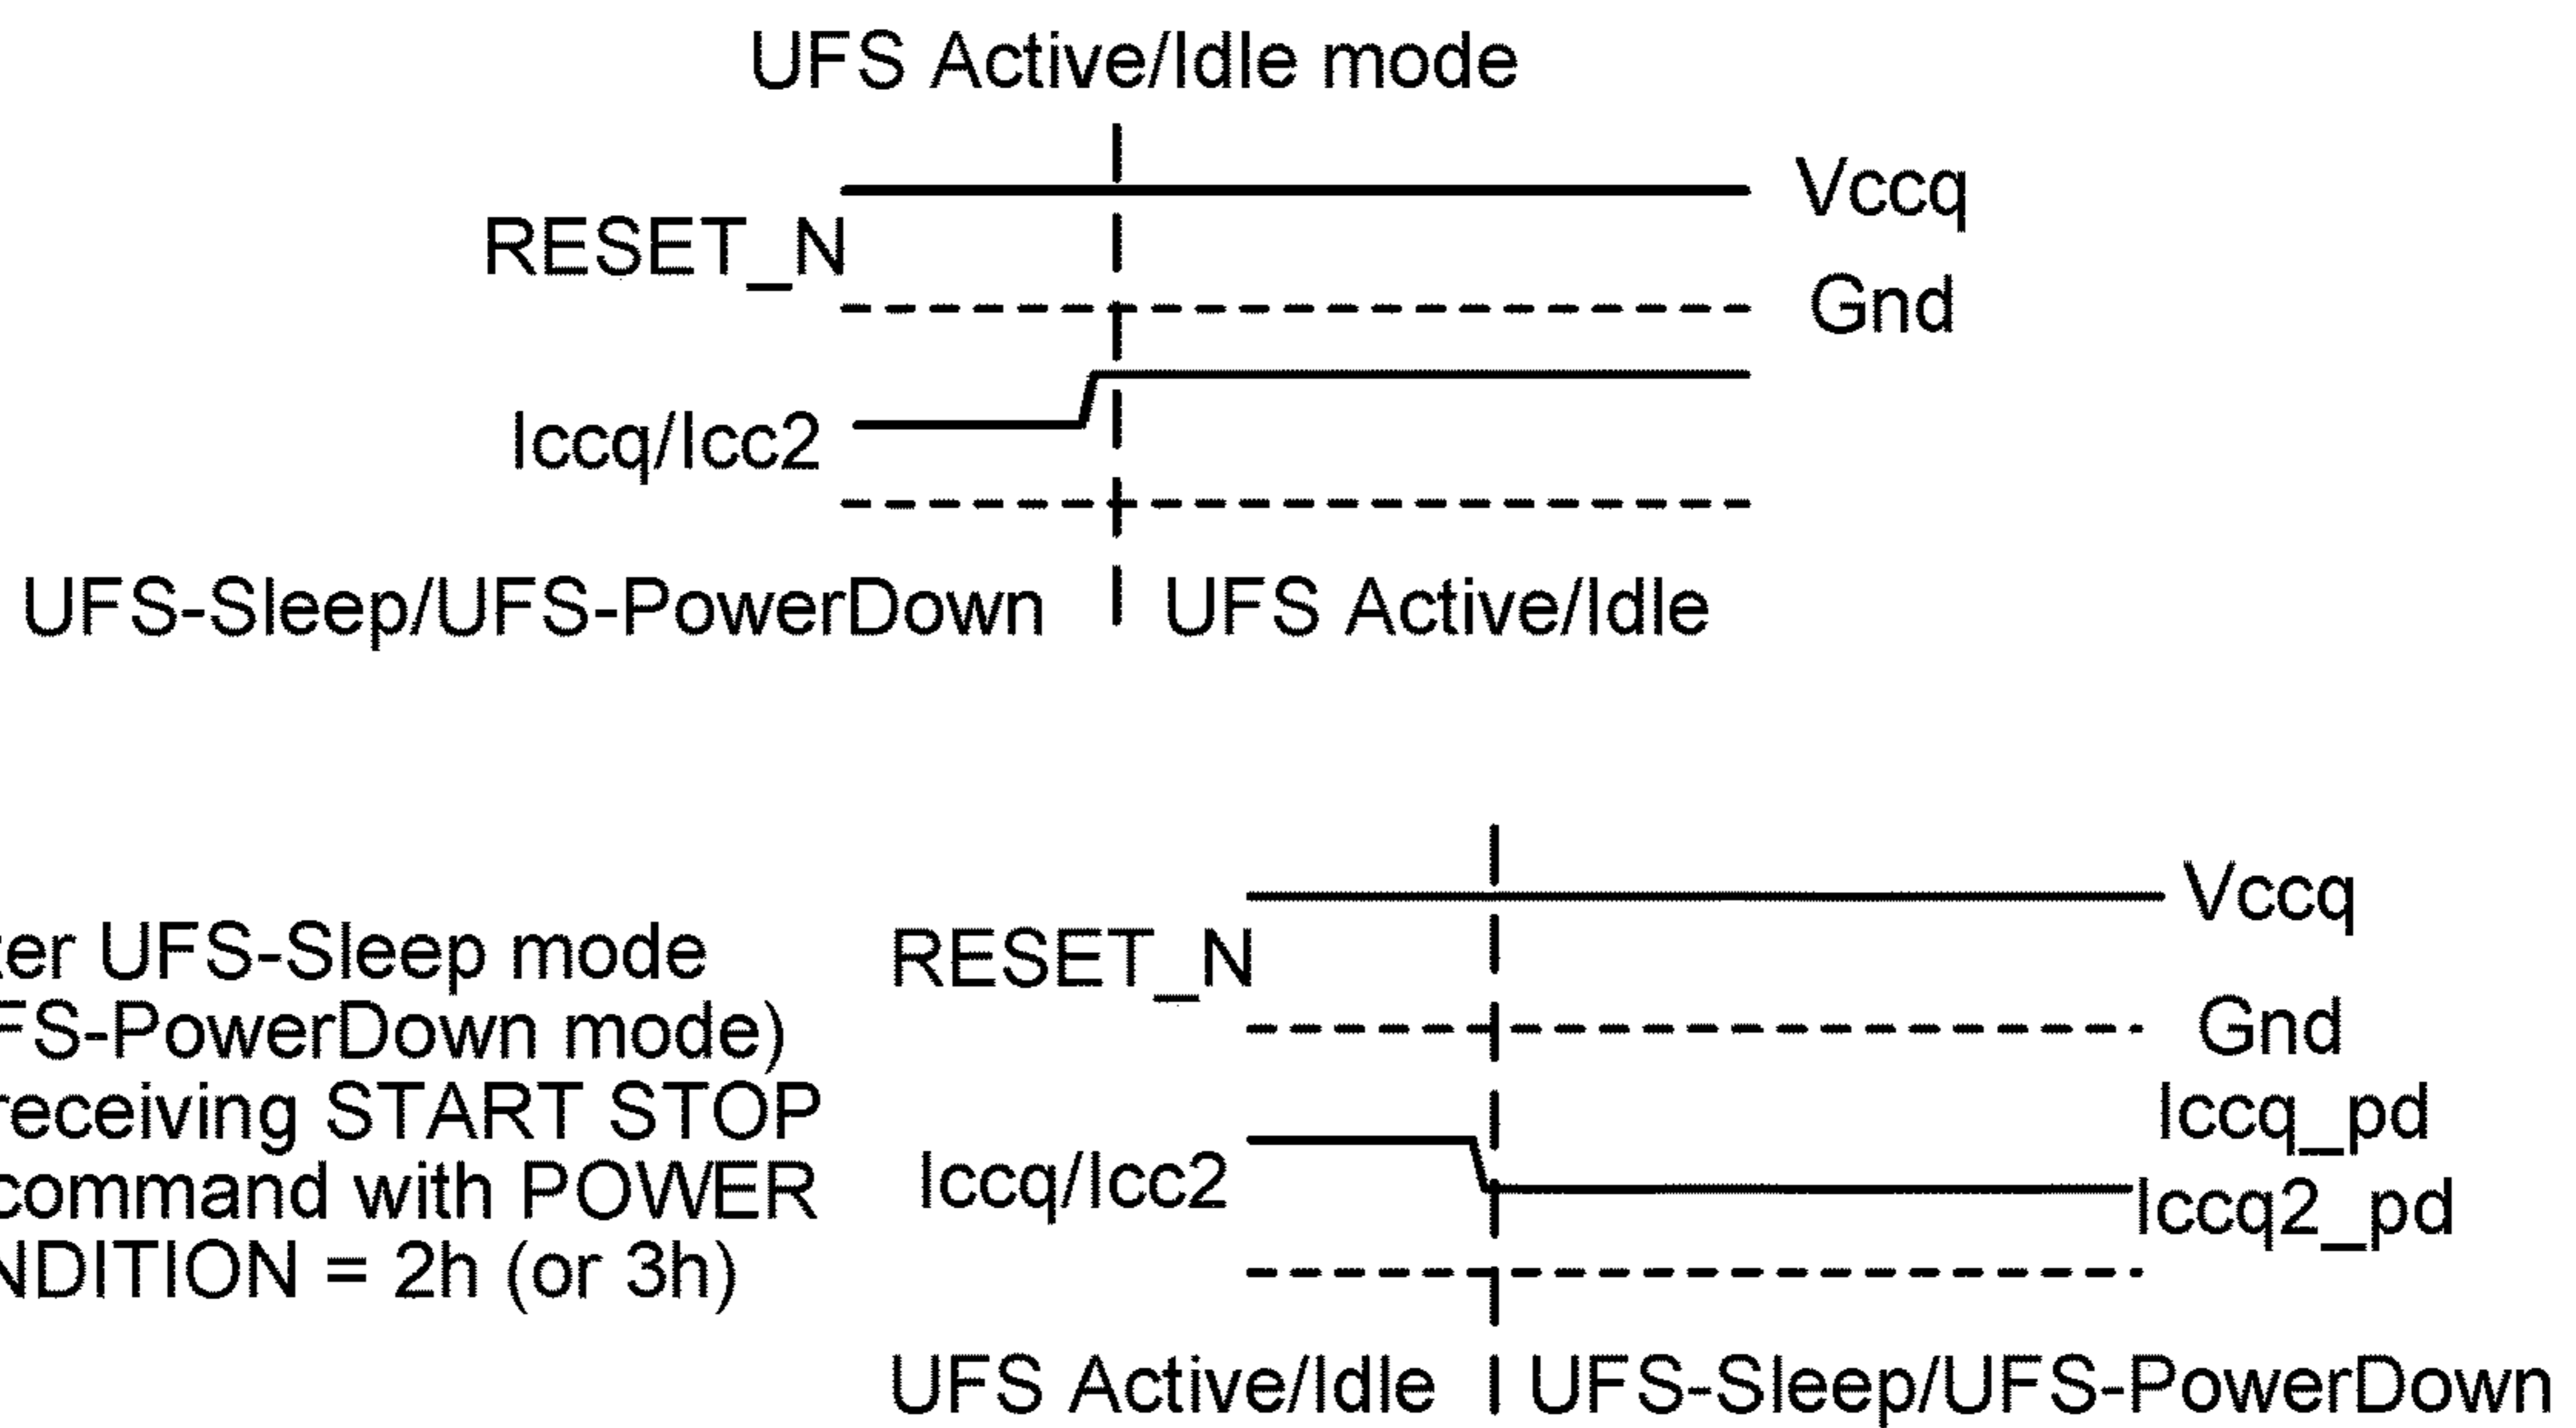 UFS Active/Idle mode
Vccq
RESET_N
Gnd
Iccq/Icc2
UFS-Sleep/UFS-PowerDown
UFS Active/Idle
Vccq
UFS-Sleep mode
RESET_N
Gnd
FS-PowerDown mode)
receiving START STOP
Iccq_pd
command with POWER
Iccq/Icc2
Iccq2_pd
NDITION = 2h (or 3h)
UFS Active/Idle
UFS-Sleep/UFS-PowerDown